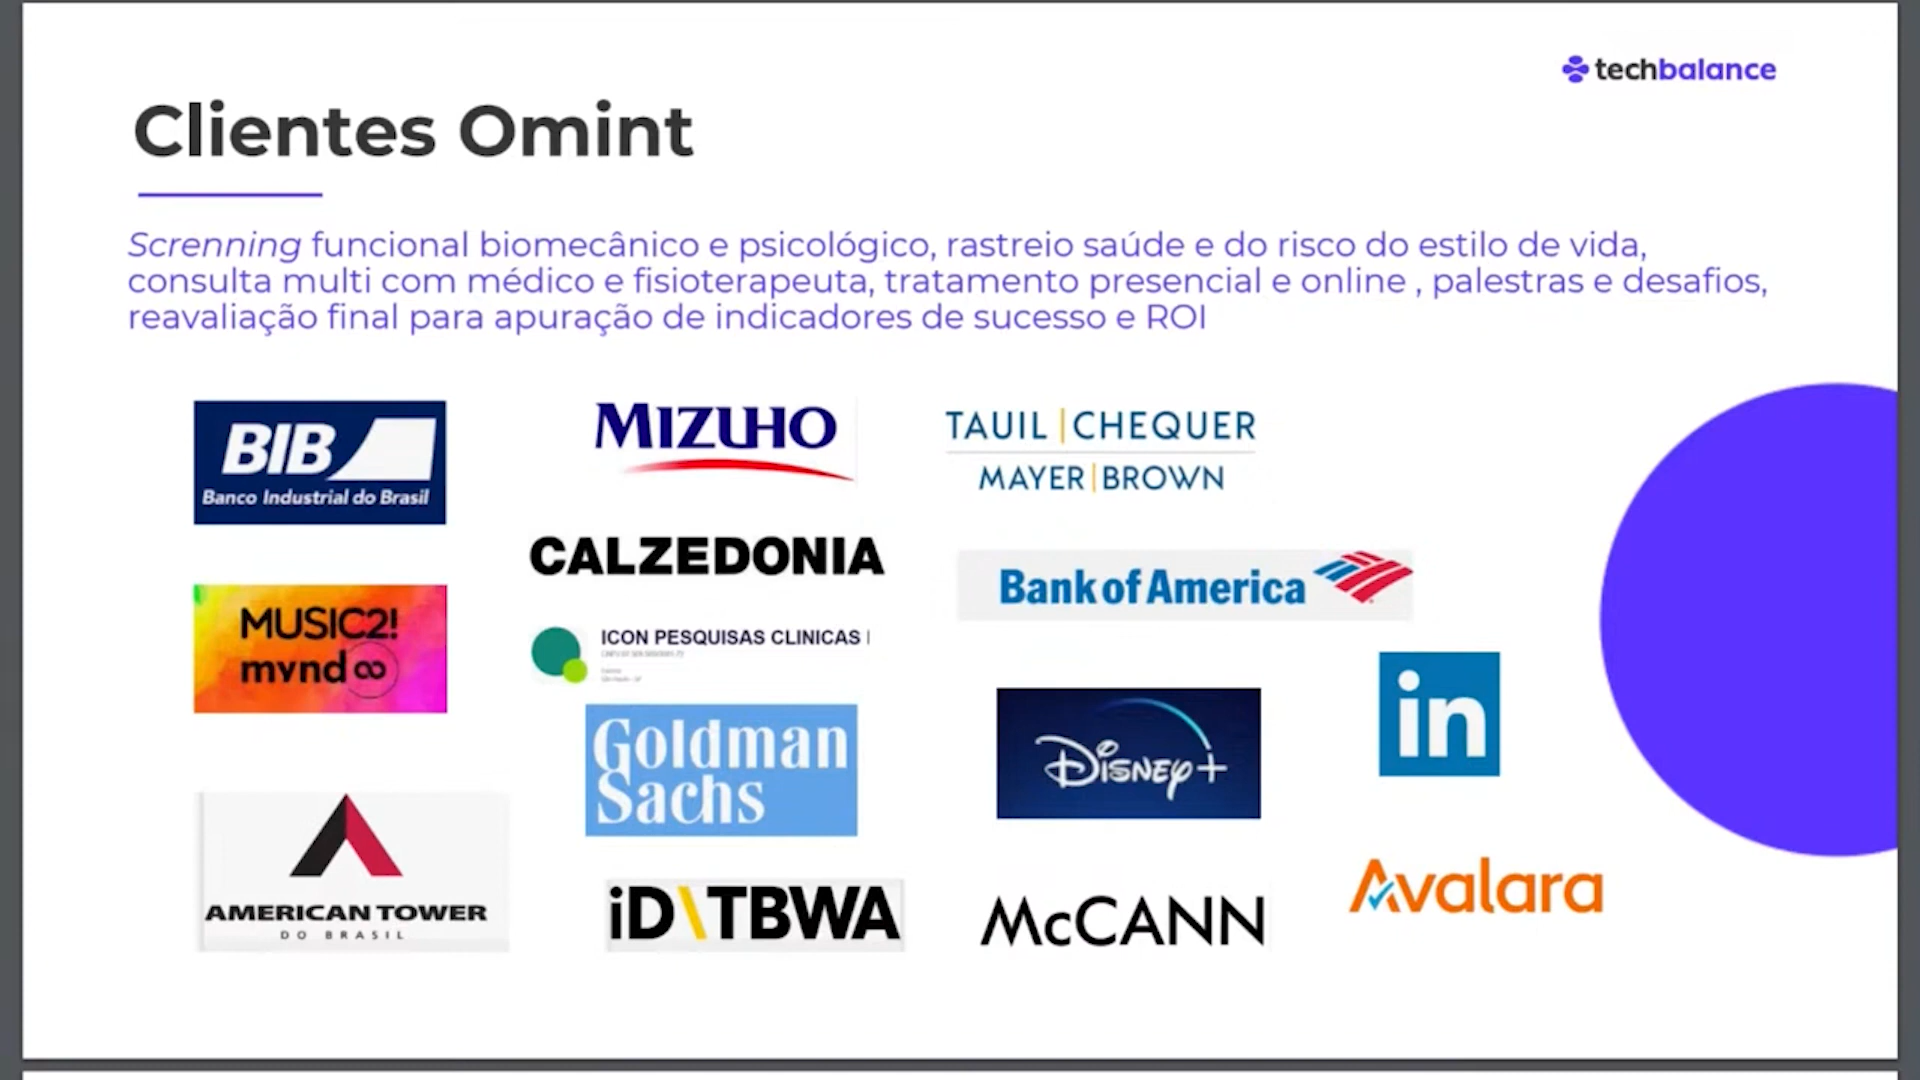 techbalance
Clientes Omint
Screnning funcional biomecânico e psicológico, rastreio saúde e do risco do estilo de vida,
consulta multi com médico e fisioterapeuta, tratamento presencial e online , palestras e desafios,
reavaliação final para apuração de indicadores de sucesso e ROI
BIB
Banco Industrial do Brasil
MIZUHO
TAUIL | CHEQUER
MAYER | BROWN
CALZEDONIA
Bank of America
MUSIC2!
mynd
ICON PESQUISAS CLINICAS
Goldman
Sachs
Disney+
in
AMERICAN TOWER
DO BRASIL
iD\TBWA
McCANN
Avalara